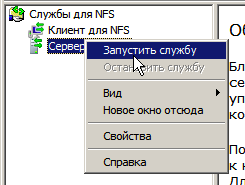 Службы для NFS
Клиент для NFS
Сервер
Запустить службу
Остановить службу
Вид
Новое окно отсюда
Свойства
Справка